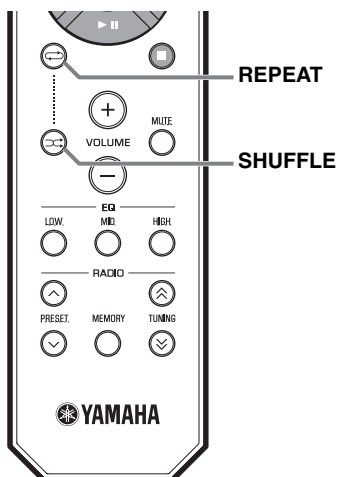 REPEAT
MUTE
VOLUME
SHUFFLE
EQ
LOW MID HIGH
RADIO
PRESET MEMORY TUNING
YAMAHA